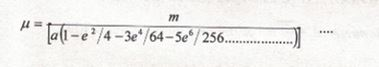 μ = m / [a(1 – e²/4 – 3e⁴/64 – 5e⁶/256....................)] ....